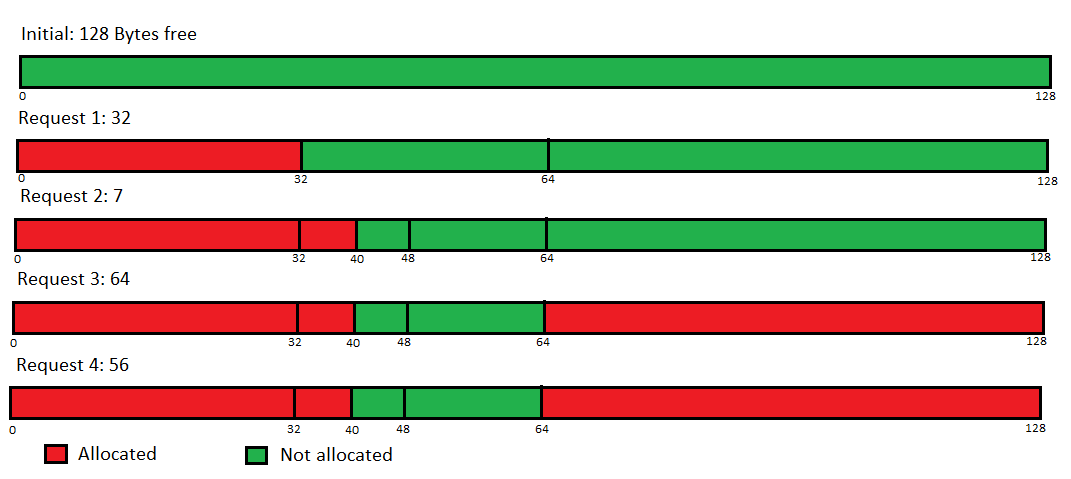 Initial: 128 Bytes free
0 128
Request 1: 32
0 32 64 128
Request 2: 7
0 32 40 48 64 128
Request 3: 64
0 32 40 48 64 128
Request 4: 56
0 32 40 48 64 128
Allocated Not allocated